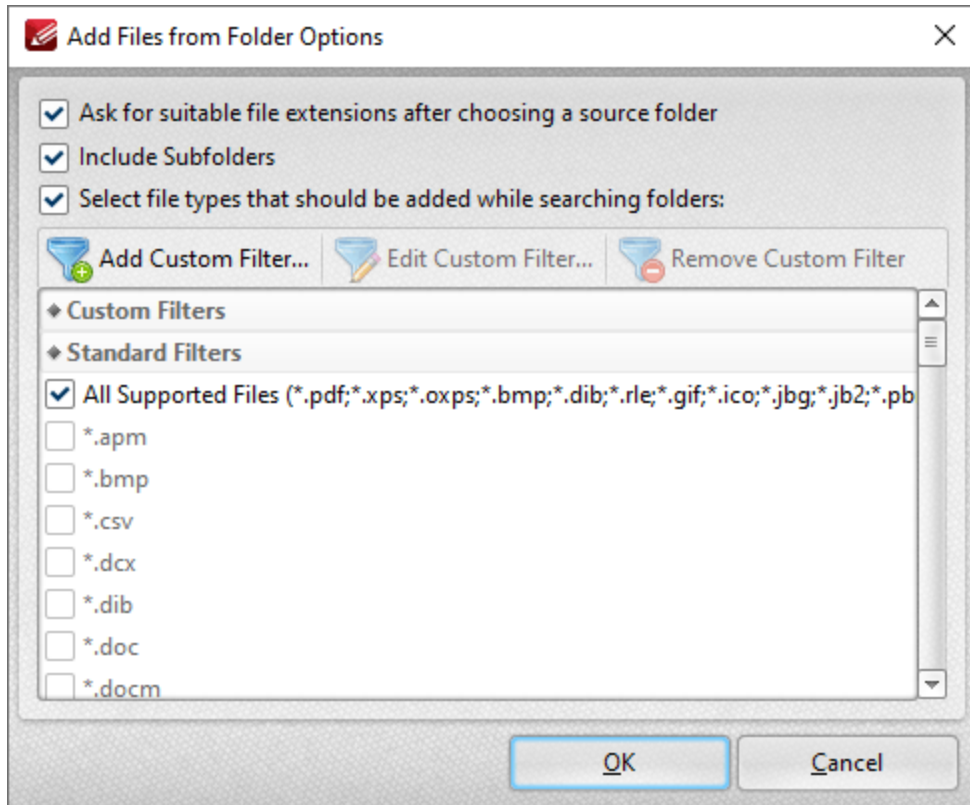 Add Files from Folder Options
Ask for suitable file extensions after choosing a source folder
Include Subfolders
Select file types that should be added while searching folders:
Add Custom Filter... Edit Custom Filter... Remove Custom Filter
Custom Filters
Standard Filters
All Supported Files (*.pdf;*.xps;*.oxps;*.bmp;*.dib;*.rle;*.gif;*.ico;*.jbg;*.jb2;*.pb
*.apm
*.bmp
*.csv
*.dcx
*.dib
*.doc
*.docm
OK Cancel